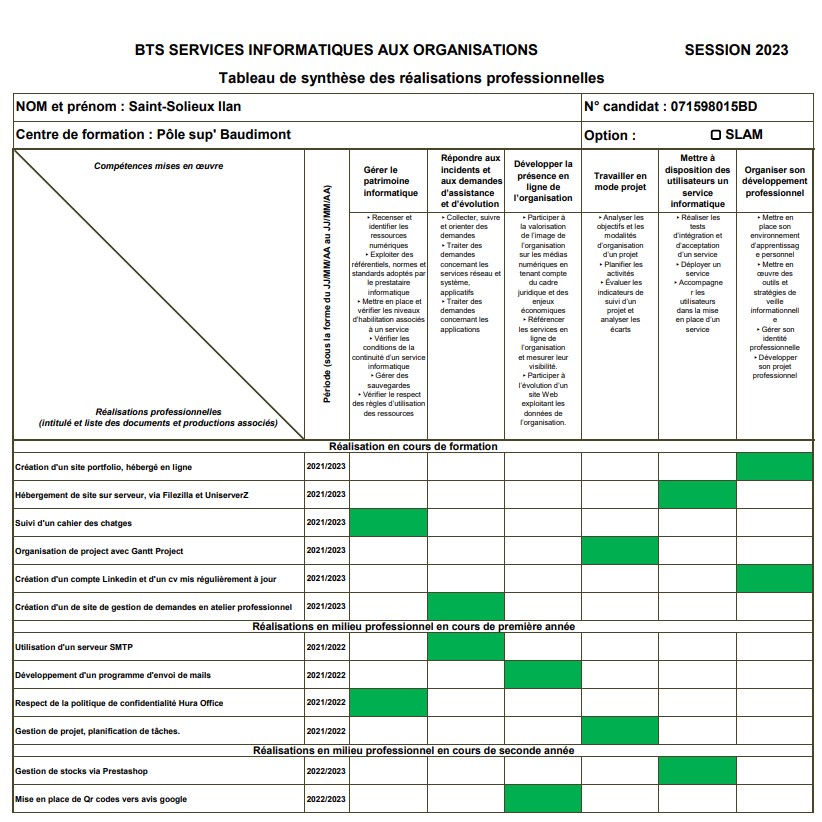 BTS SERVICES INFORMATIQUES AUX ORGANISATIONS SESSION 2023
Tableau de synthèse des réalisations professionnelles
NOM et prénom : Saint-Solieux Ilan
N° candidat : 071598015BD
Centre de formation : Pôle sup' Baudimont
Option : SLAM
Compétences mises en œuvre
Réalisations professionnelles
(intitulé et liste des documents et productions associés)
Période (sous la forme du JJ/MM/AA au JJ/MM/AA)
Gérer le
patrimoine
informatique
‣ Recenser et
identifier les
ressources
numériques
‣ Exploiter des
référentiels, normes et
standards adoptés par
le prestataire
informatique
‣ Mettre en place et
vérifier les niveaux
d'habilitation associés
à un service
‣ Vérifier les
conditions de la
continuité d'un service
informatique
‣ Gérer des
sauvegardes
‣ Vérifier le respect
des règles d'utilisation
des ressources
Répondre aux
incidents et
aux demandes
d'assistance
et d'évolution
‣ Collecter, suivre
et orienter des
demandes
‣ Traiter des
demandes
concernant les
services réseau et
système,
applicatifs
‣ Traiter des
demandes
concernant les
applications
Développer la
présence en
ligne de
l'organisation
‣ Participer à
la valorisation
de l'image de
l'organisation
sur les médias
numériques en
tenant compte
du cadre
juridique et des
enjeux
économiques
‣ Référencer
les services en
ligne de
l'organisation
et mesurer leur
visibilité.
‣ Participer à
l'évolution d'un
site Web
exploitant les
données de
l'organisation.
Travailler en
mode projet
‣ Analyser les
objectifs et les
modalités
d'organisation
d'un projet
‣ Planifier les
activités
‣ Évaluer les
indicateurs de
suivi d'un
projet et
analyser les
écarts
Mettre à
disposition des
utilisateurs un
service
informatique
‣ Réaliser les
tests
d'intégration et
d'acceptation
d'un service
‣ Déployer un
service
‣ Accompagne
r les
utilisateurs
dans la mise
en place d'un
service
Organiser son
développement
professionnel
‣ Mettre en
place son
environnement
d'apprentissag
e personnel
‣ Mettre en
œuvre des
outils et
stratégies de
veille
informationnell
e
‣ Gérer son
identité
professionnelle
‣ Développer
son projet
professionnel
Réalisation en cours de formation
Création d'un site portfolio, hébergé en ligne 2021/2023
Hébergement de site sur serveur, via Filezilla et UniserverZ 2021/2023
Suivi d'un cahier des chatges 2021/2023
Organisation de project avec Gantt Project 2021/2023
Création d'un compte Linkedin et d'un cv mis régulièrement à jour 2021/2023
Création d'un de site de gestion de demandes en atelier professionnel 2021/2023
Réalisations en milieu professionnel en cours de première année
Utilisation d'un serveur SMTP 2021/2022
Développement d'un programme d'envoi de mails 2021/2022
Respect de la politique de confidentialité Hura Office 2021/2022
Gestion de projet, planification de tâches. 2021/2022
Réalisations en milieu professionnel en cours de seconde année
Gestion de stocks via Prestashop 2022/2023
Mise en place de Qr codes vers avis google 2022/2023